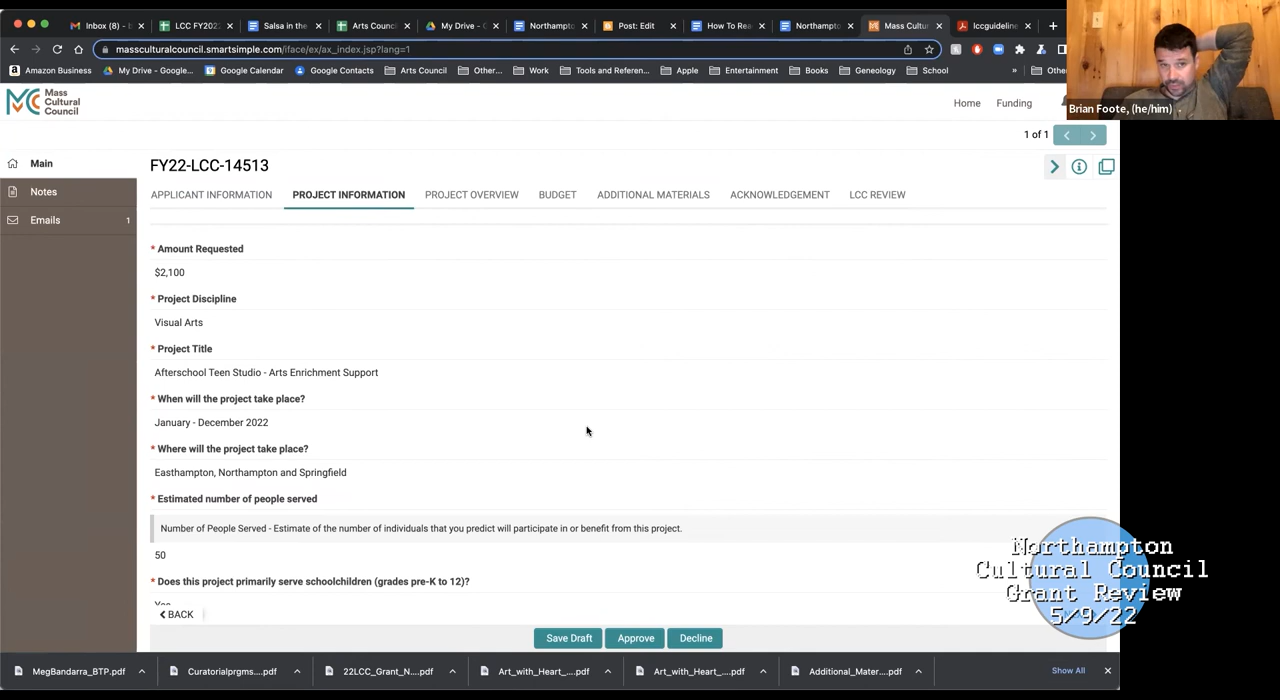 Inbox (8) - b
LCC FY2022
Salsa in the
Arts Counci
My Drive - G
Northampto
Post: Edit
How To Rea
Northampto
Mass Cultur
lccguideline
massculturalcouncil.smartsimple.com/iface/ex/ax_index.jsp?lang=1
Amazon Business
My Drive - Google...
Google Calendar
Google Contacts
Arts Council
Other...
Work
Tools and Referen...
Apple
Entertainment
Books
Geneology
School
»
Othe
Brian Foote, (he/him)
Mass
Cultural
Council
Home
Funding
1 of 1
Main
Notes
Emails 1
FY22-LCC-14513
APPLICANT INFORMATION
PROJECT INFORMATION
PROJECT OVERVIEW
BUDGET
ADDITIONAL MATERIALS
ACKNOWLEDGEMENT
LCC REVIEW
* Amount Requested
$2,100
* Project Discipline
Visual Arts
* Project Title
Afterschool Teen Studio - Arts Enrichment Support
* When will the project take place?
January - December 2022
* Where will the project take place?
Easthampton, Northampton and Springfield
* Estimated number of people served
Number of People Served - Estimate of the number of individuals that you predict will participate in or benefit from this project.
50
* Does this project primarily serve schoolchildren (grades pre-K to 12)?
Yes
BACK
Save Draft
Approve
Decline
Northampton
Cultural Council
Grant Review
5/9/22
MegBandarra_BTP.pdf
Curatorialprgms....pdf
22LCC_Grant_N....pdf
Art_with_Heart_....pdf
Art_with_Heart_....pdf
Additional_Mater....pdf
Show All